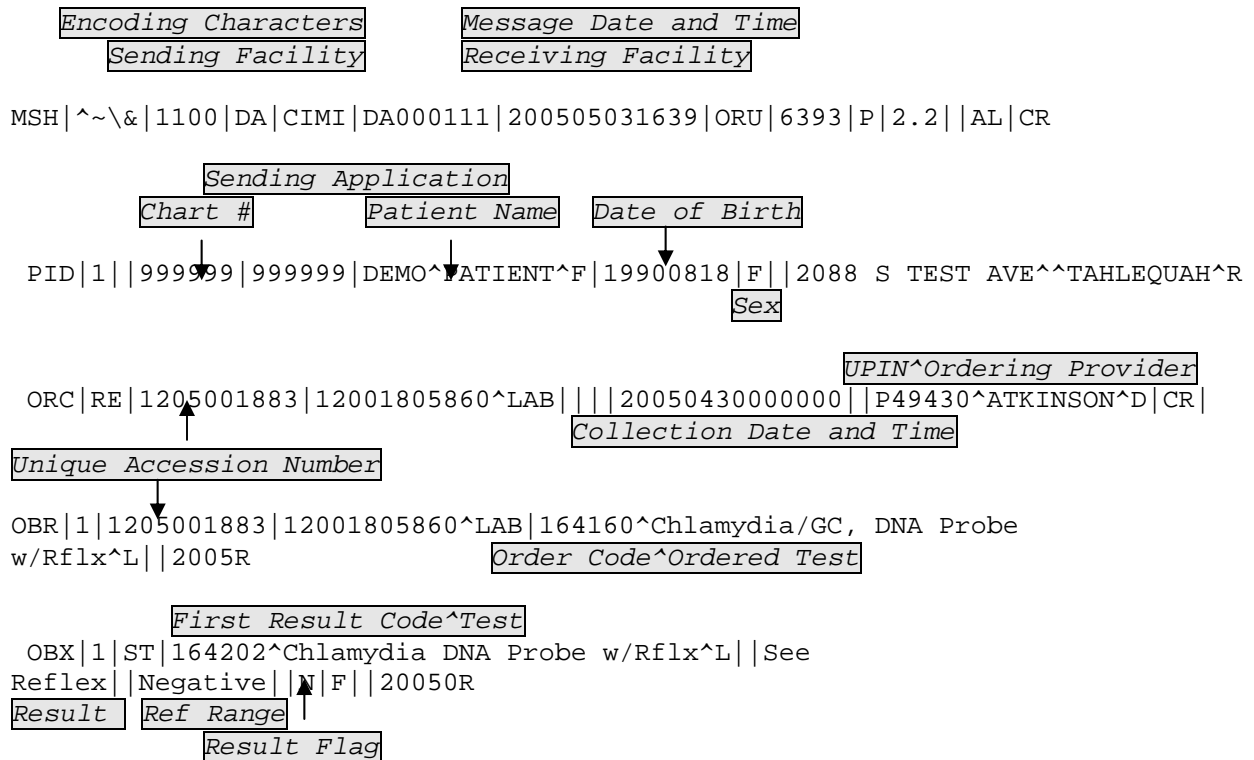 Encoding Characters Message Date and Time
Sending Facility Receiving Facility
MSH|^~\&|1100|DA|CIMI|DA000111|200505031639|ORU|6393|P|2.2||AL|CR
Sending Application
Chart # Patient Name Date of Birth
PID|1||999999|999999|DEMO^PATIENT^F|19900818|F||2088 S TEST AVE^^TAHLEQUAH^R
Sex
UPIN^Ordering Provider
ORC|RE|1205001883|12001805860^LAB||||20050430000000||P49430^ATKINSON^D|CR|
Collection Date and Time
Unique Accession Number
OBR|1|1205001883|12001805860^LAB|164160^Chlamydia/GC, DNA Probe
w/Rflx^L||2005R Order Code^Ordered Test
First Result Code^Test
OBX|1|ST|164202^Chlamydia DNA Probe w/Rflx^L||See
Reflex||Negative||N|F||20050R
Result Ref Range
Result Flag